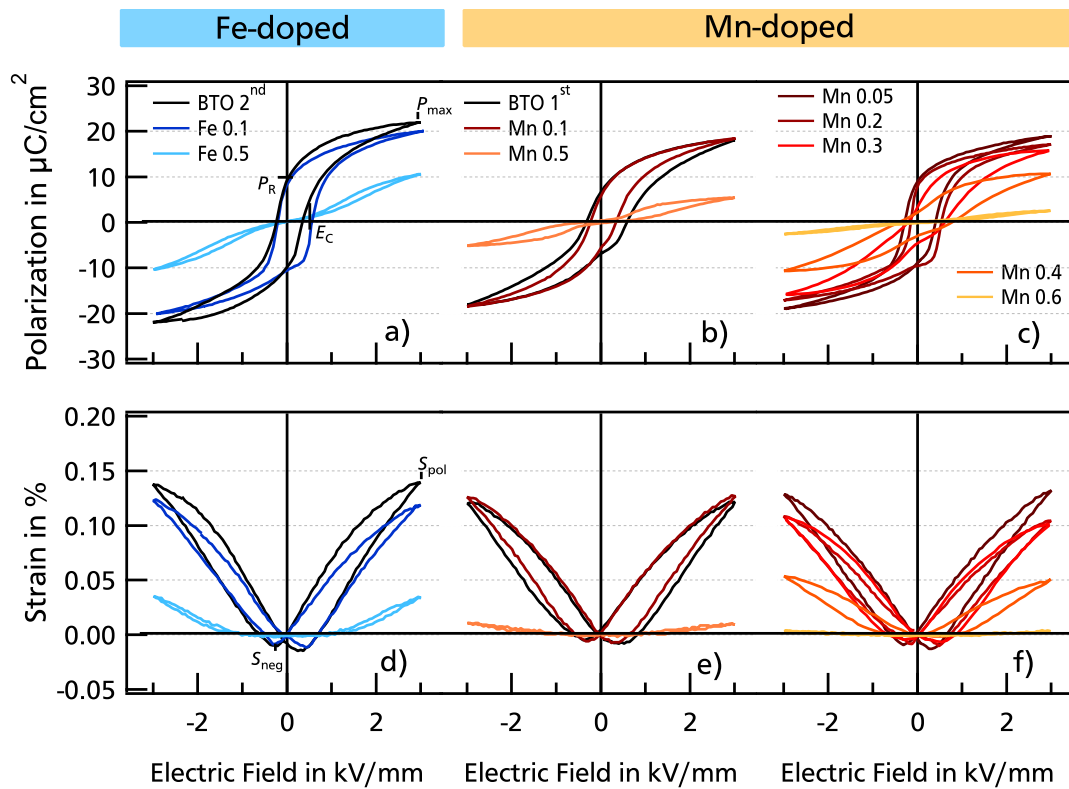 Fe-doped
Mn-doped
Polarization in µC/cm²
30
20
10
0
-10
-20
-30
BTO 2nd
Fe 0.1
Fe 0.5
Pmax
PR
EC
a)
BTO 1st
Mn 0.1
Mn 0.5
b)
Mn 0.05
Mn 0.2
Mn 0.3
Mn 0.4
Mn 0.6
c)
Strain in %
0.20
0.15
0.10
0.05
0.00
-0.05
Spol
Sneg
d)
e)
f)
-2 0 2
-2 0 2
-2 0 2
Electric Field in kV/mm
Electric Field in kV/mm
Electric Field in kV/mm